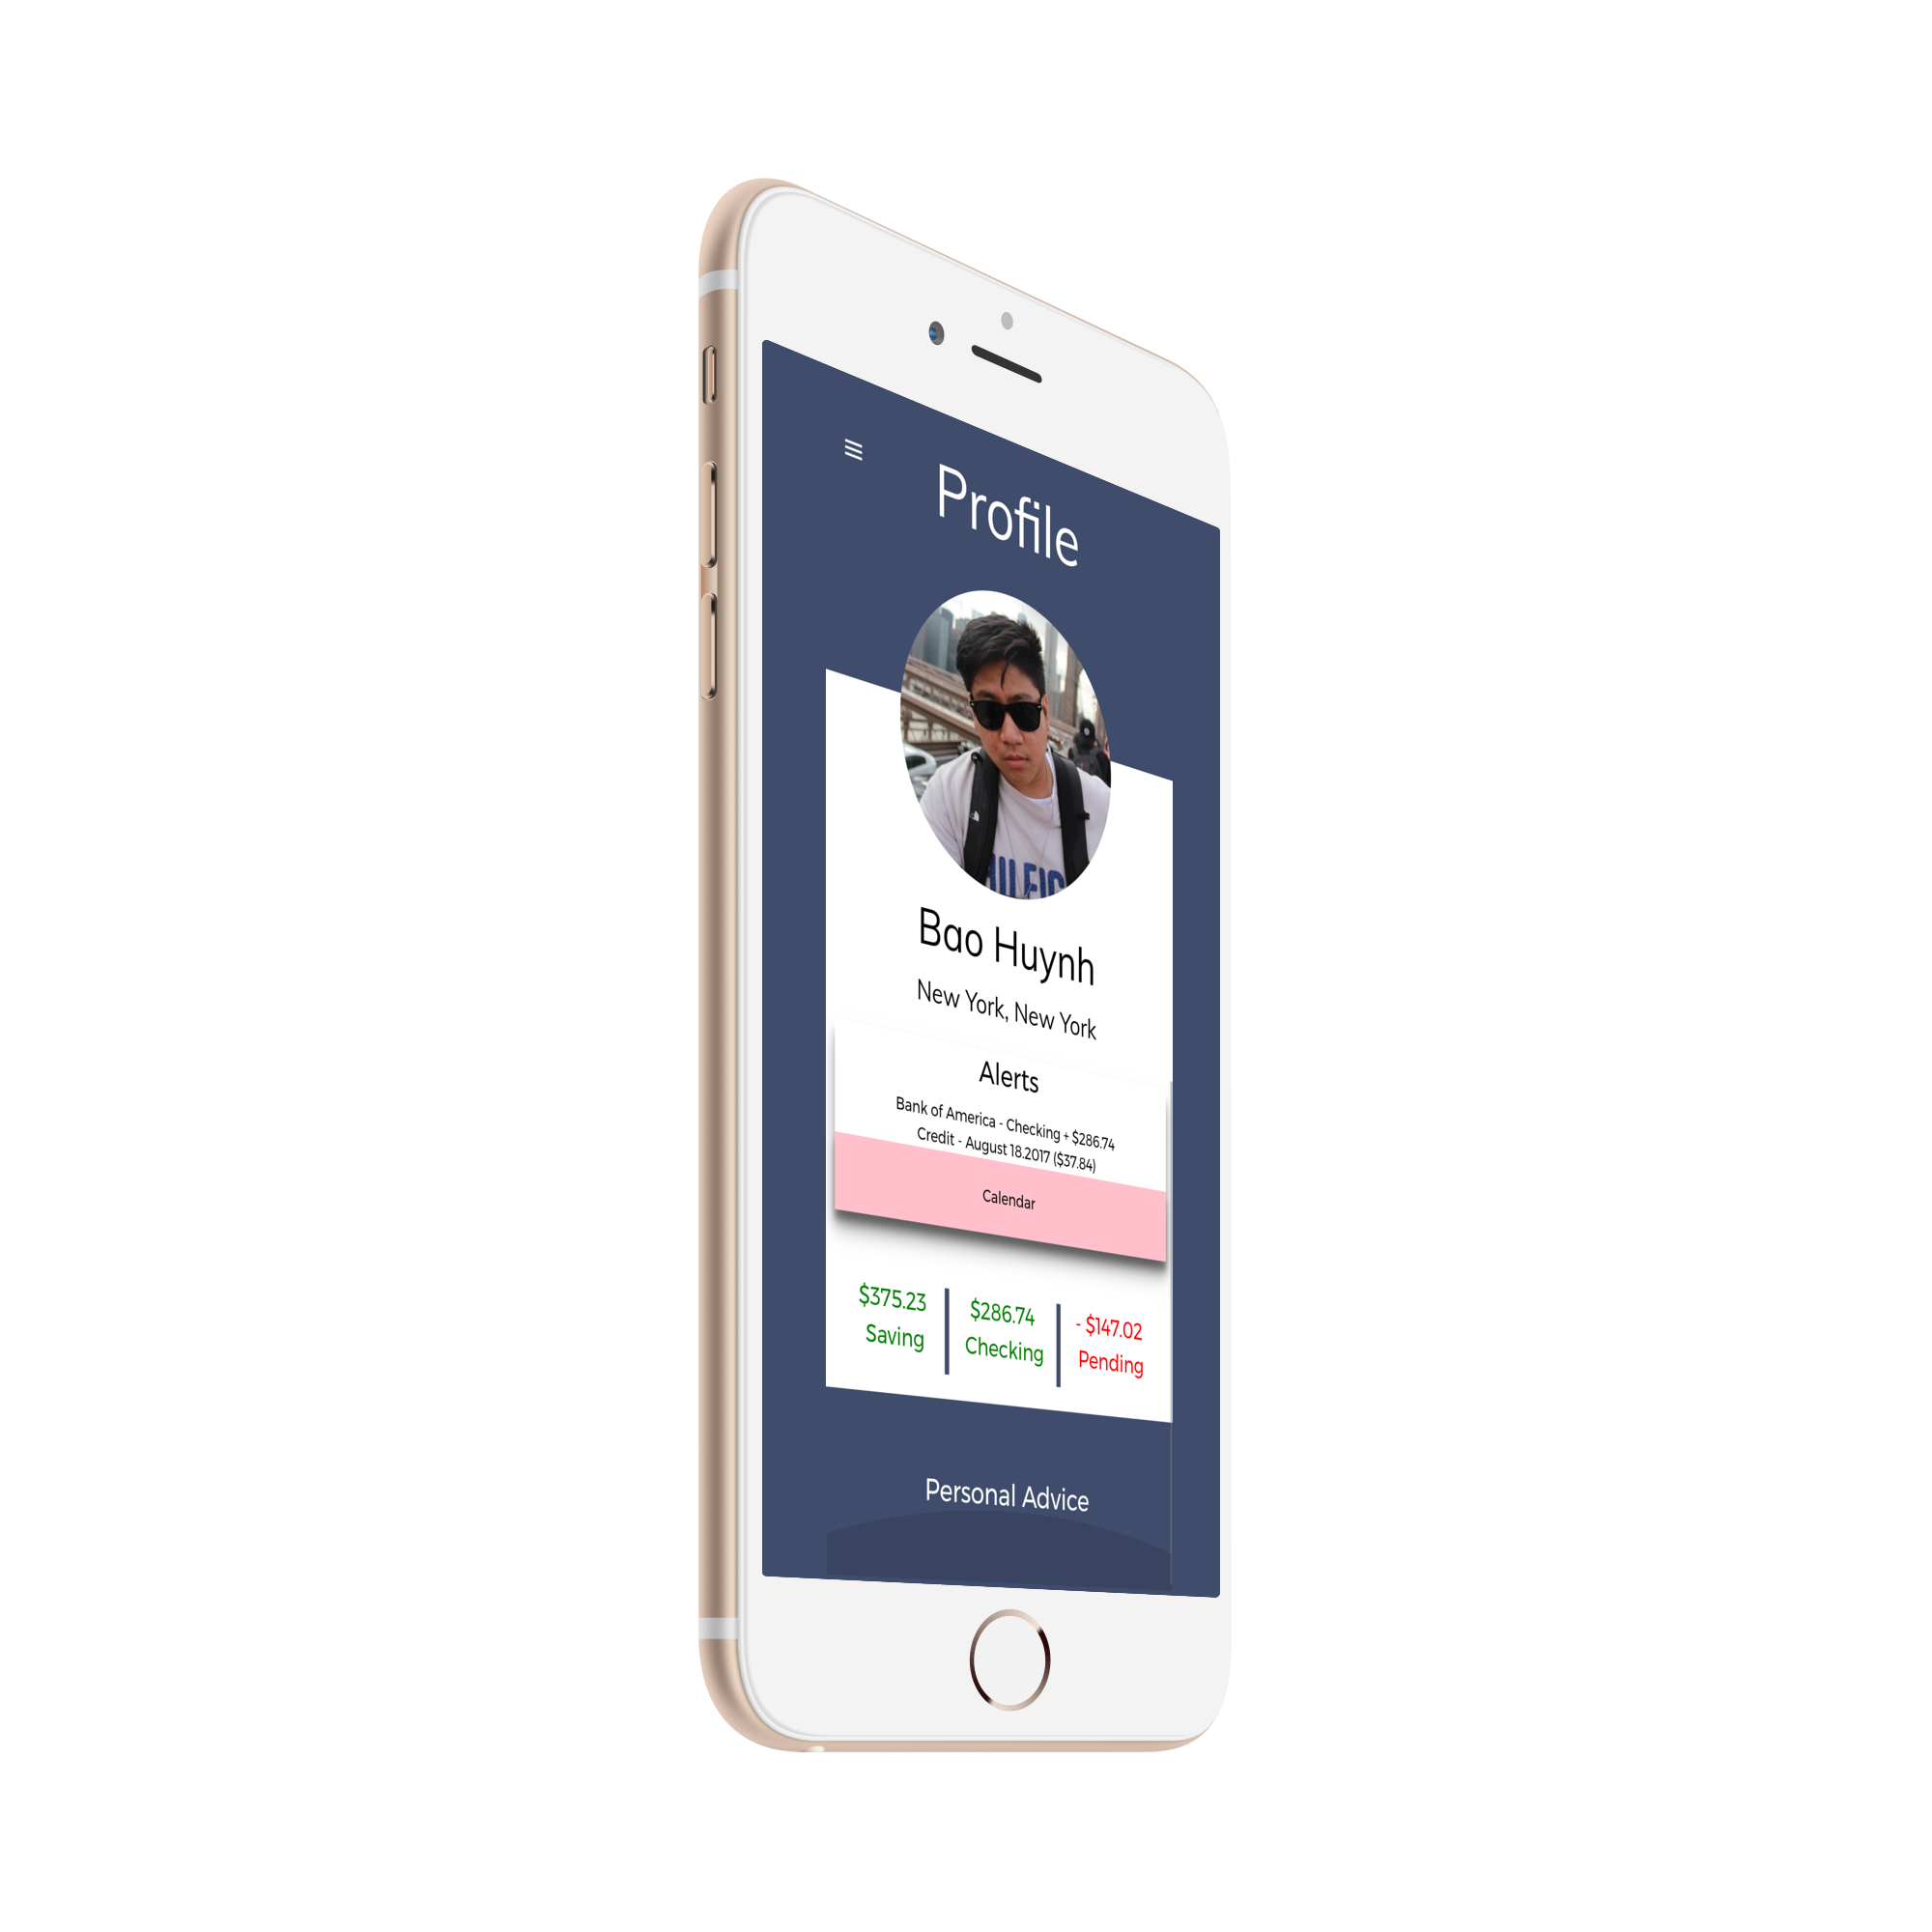 Profile
Bao Huynh
New York, New York
Alerts
Bank of America - Checking + $286.74
Credit - August 18.2017 ($37.84)
Calendar
$375.23
Saving
$286.74
Checking
- $147.02
Pending
Personal Advice